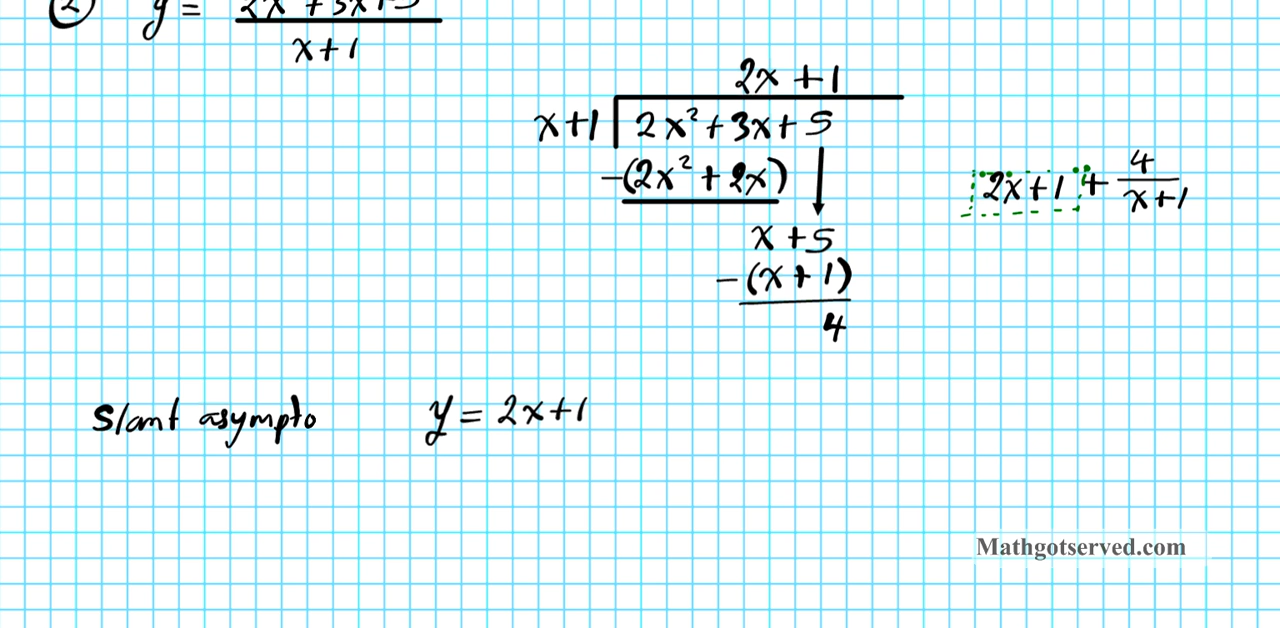 ② y = 2x + 3x + 5
x+1
2x +1
x+1 2x² + 3x + 5
-(2x² + 2x)
2x+1 + 4
x+1
x +5
-(x + 1)
4
Slant asympto y = 2x+1
Mathgotserved.com